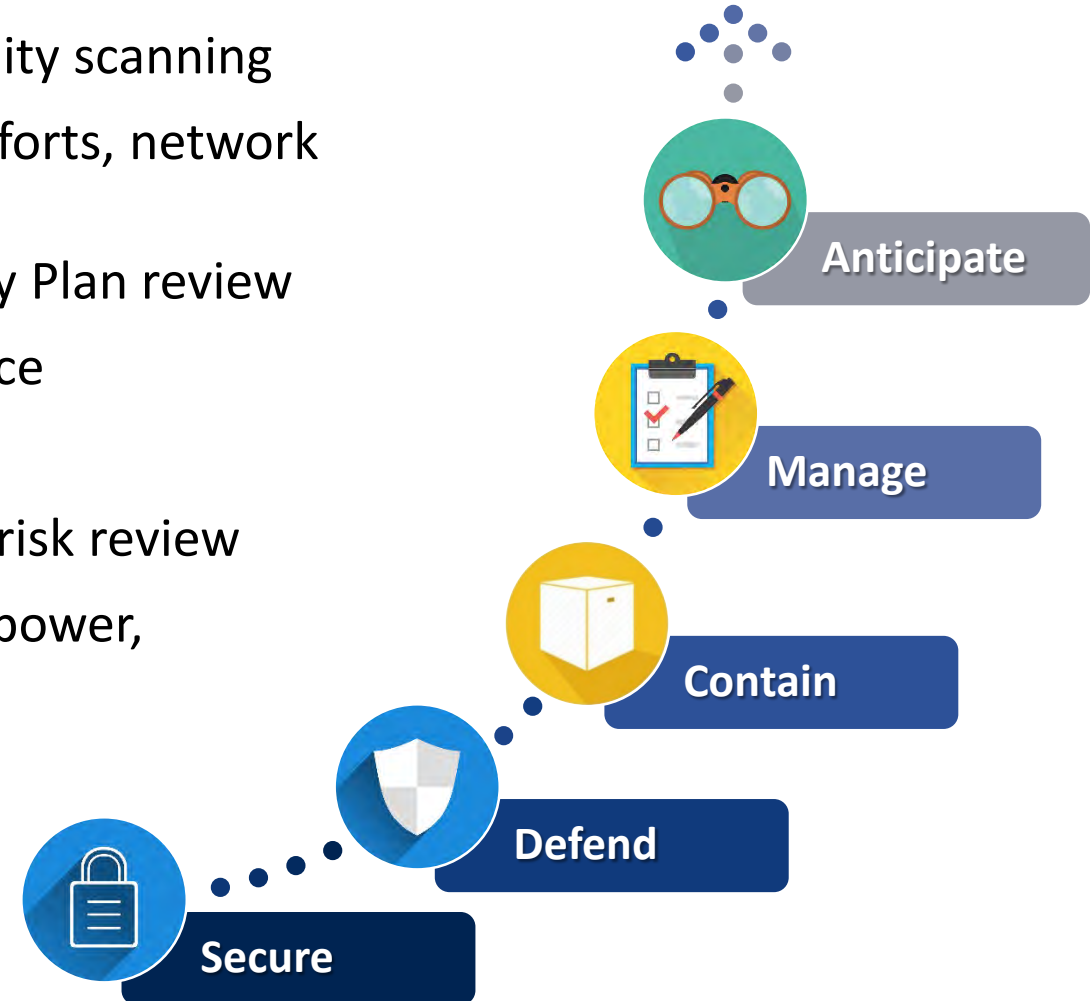 ity scanning
forts, network
y Plan review
ce
risk review
power,
Anticipate
Manage
Contain
Defend
Secure